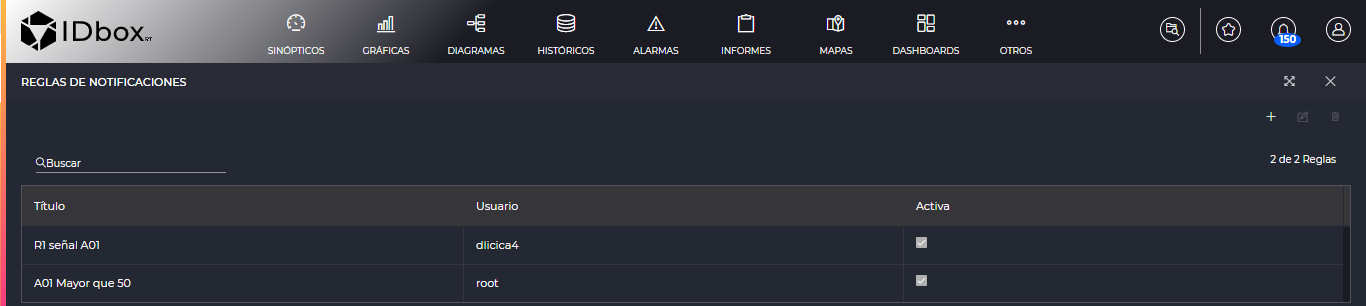 IDbox RT
SINÓPTICOS
GRÁFICAS
DIAGRAMAS
HISTÓRICOS
ALARMAS
INFORMES
MAPAS
DASHBOARDS
OTROS
150
REGLAS DE NOTIFICACIONES
Buscar
2 de 2 Reglas
Título Usuario Activa
R1 señal A01 dlicica4
A01 Mayor que 50 root